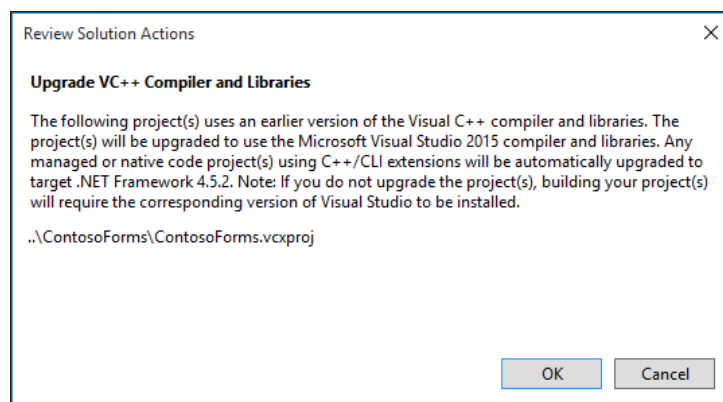 Review Solution Actions
Upgrade VC++ Compiler and Libraries
The following project(s) uses an earlier version of the Visual C++ compiler and libraries. The
project(s) will be upgraded to use the Microsoft Visual Studio 2015 compiler and libraries. Any
managed or native code project(s) using C++/CLI extensions will be automatically upgraded to
target .NET Framework 4.5.2. Note: If you do not upgrade the project(s), building your project(s)
will require the corresponding version of Visual Studio to be installed.
..\ContosoForms\ContosoForms.vcxproj
OK Cancel